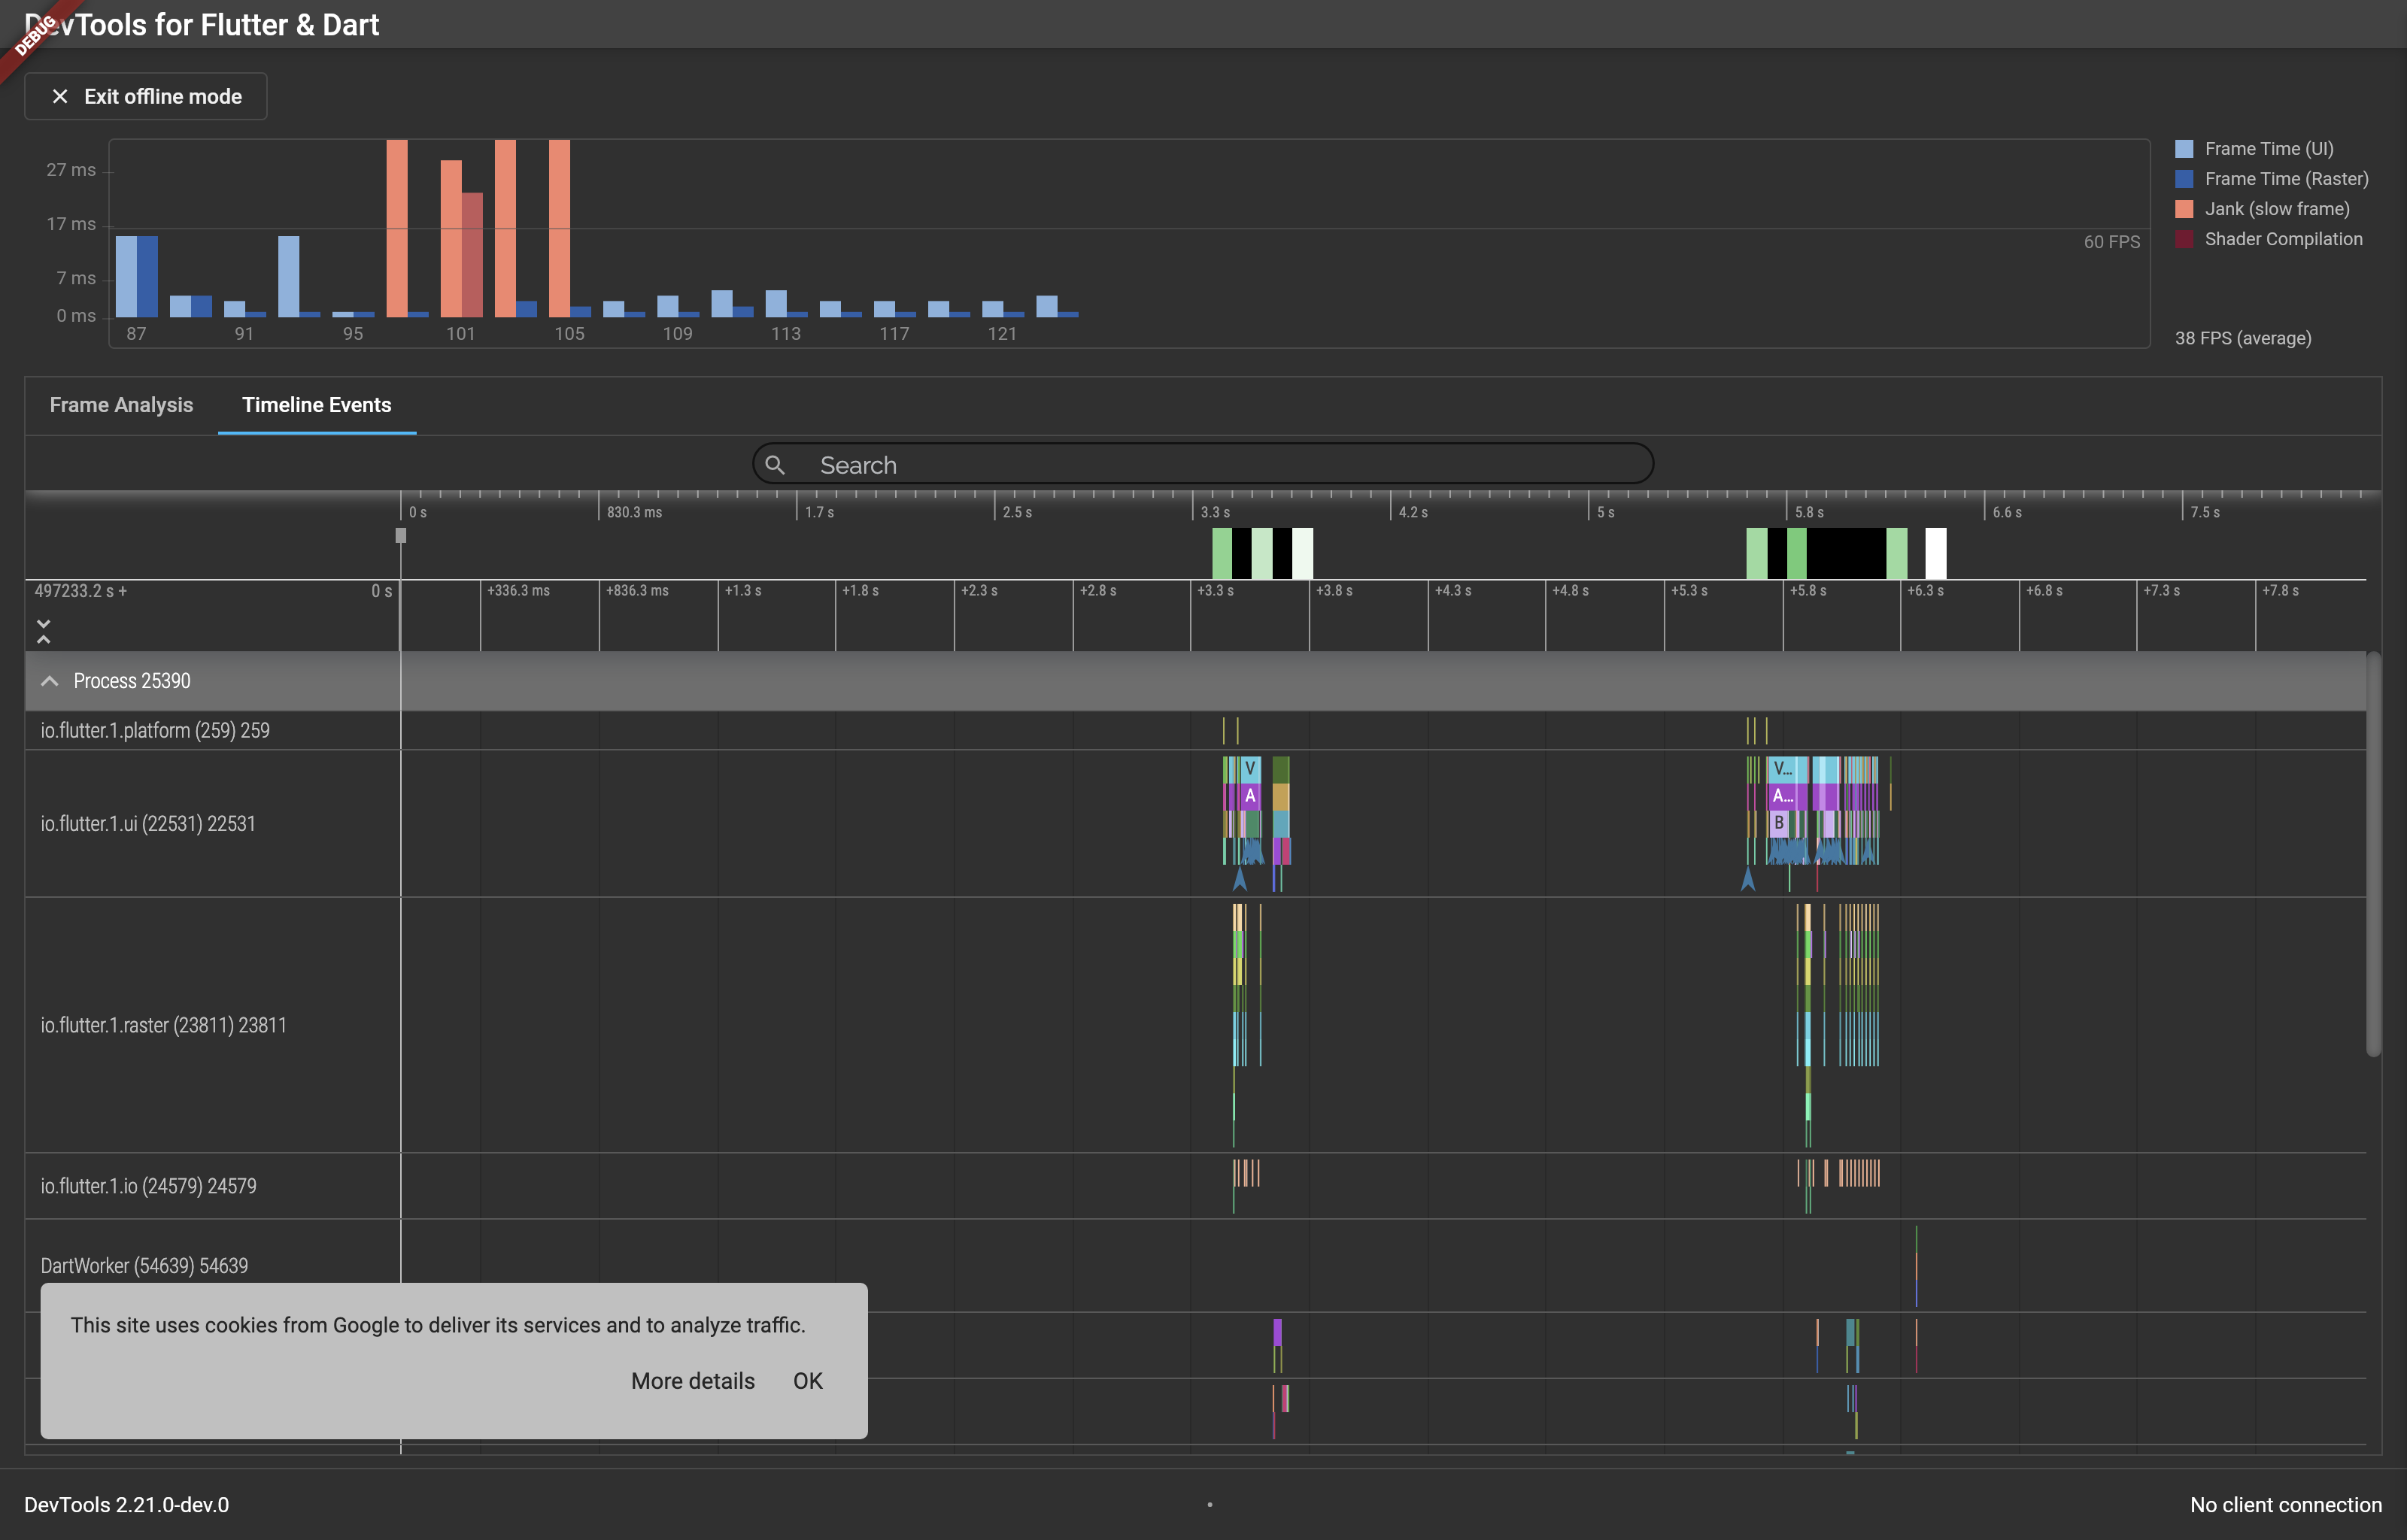 DevTools for Flutter & Dart
DEBUG
Exit offline mode
27 ms
17 ms
7 ms
0 ms
87
91
95
101
105
109
113
117
121
60 FPS
Frame Time (UI)
Frame Time (Raster)
Jank (slow frame)
Shader Compilation
38 FPS (average)
Frame Analysis
Timeline Events
Search
0 s
830.3 ms
1.7 s
2.5 s
3.3 s
4.2 s
5 s
5.8 s
6.6 s
7.5 s
497233.2 s +
0 s
+336.3 ms
+836.3 ms
+1.3 s
+1.8 s
+2.3 s
+2.8 s
+3.3 s
+3.8 s
+4.3 s
+4.8 s
+5.3 s
+5.8 s
+6.3 s
+6.8 s
+7.3 s
+7.8 s
Process 25390
io.flutter.1.platform (259) 259
V
V...
A
A...
io.flutter.1.ui (22531) 22531
B
io.flutter.1.raster (23811) 23811
io.flutter.1.io (24579) 24579
DartWorker (54639) 54639
This site uses cookies from Google to deliver its services and to analyze traffic.
More details
OK
DevTools 2.21.0-dev.0
No client connection